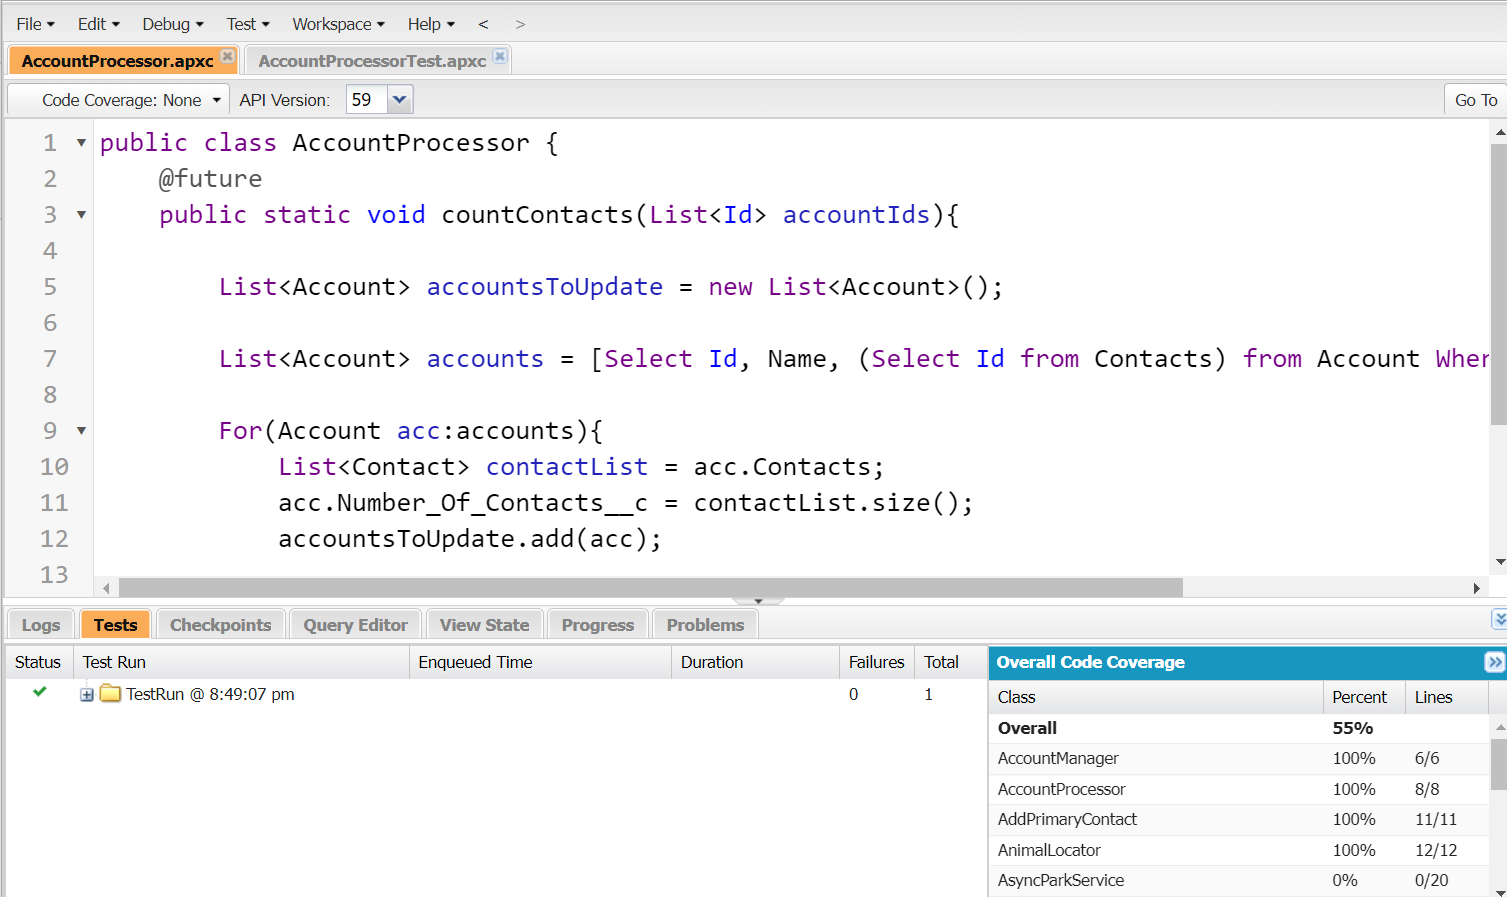 File Edit Debug Test Workspace Help < >
AccountProcessor.apxc AccountProcessorTest.apxc
Code Coverage: None API Version: 59 Go To
1 public class AccountProcessor {
2 @future
3 public static void countContacts(List<Id> accountIds){
4
5 List<Account> accountsToUpdate = new List<Account>();
6
7 List<Account> accounts = [Select Id, Name, (Select Id from Contacts) from Account Wher
8
9 For(Account acc:accounts){
10 List<Contact> contactList = acc.Contacts;
11 acc.Number_Of_Contacts__c = contactList.size();
12 accountsToUpdate.add(acc);
13
Logs Tests Checkpoints Query Editor View State Progress Problems
Status Test Run Enqueued Time Duration Failures Total
TestRun @ 8:49:07 pm 0 1
Overall Code Coverage
Class Percent Lines
Overall 55%
AccountManager 100% 6/6
AccountProcessor 100% 8/8
AddPrimaryContact 100% 11/11
AnimalLocator 100% 12/12
AsyncParkService 0% 0/20